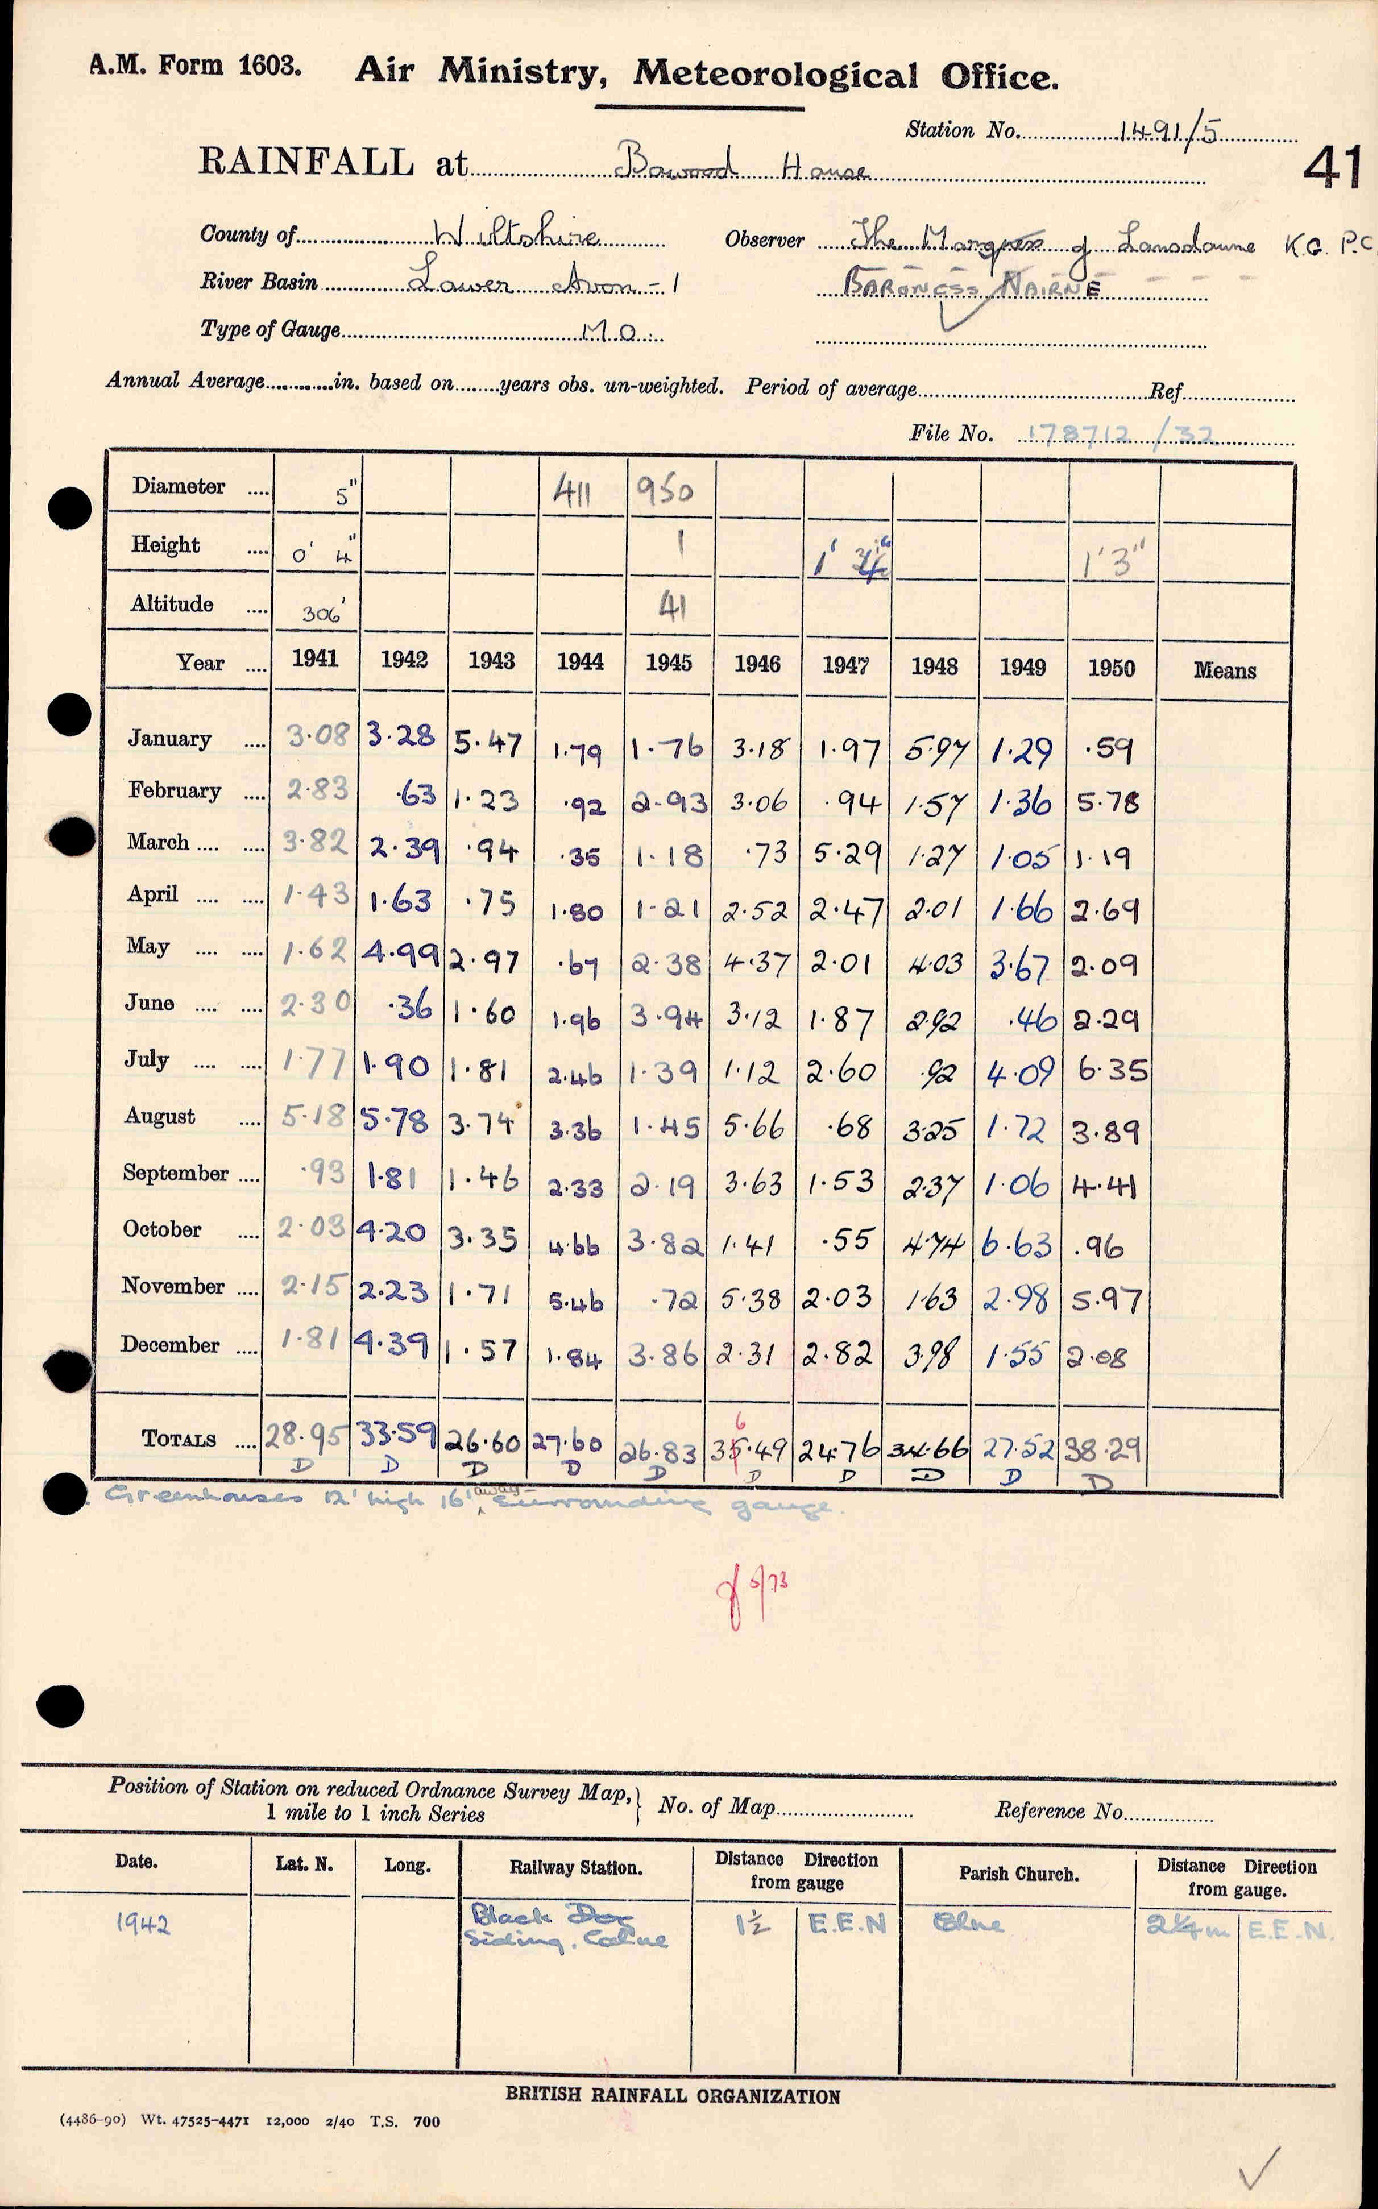 A.M. Form 1603. Air Ministry, Meteorological Office.
Station No. 1491/5
RAINFALL at Bowood House
41
County of Wiltshire Observer The Marquess of Lansdowne K.G. P.C.
River Basin Lower Avon - 1 BARONESS NAIRNE
Type of Gauge M.O.
Annual Average in. based on years obs. un-weighted. Period of average Ref
File No. 178712 /32
Diameter 5" 411 950
Height 0' 4" 1 1' 4" 1'3"
Altitude 306' 41
Year 1941 1942 1943 1944 1945 1946 1947 1948 1949 1950 Means
January 3.08 3.28 5.47 1.79 1.76 3.18 1.97 5.97 1.29 .59
February 2.83 .63 1.23 .92 2.93 3.06 .94 1.57 1.36 5.78
March 3.82 2.39 .94 .35 1.18 .73 5.29 1.27 1.05 1.19
April 1.43 1.63 .75 1.80 1.21 2.52 2.47 2.01 1.66 2.69
May 1.62 4.99 2.97 .67 2.38 4.37 2.01 4.03 3.67 2.09
June 2.30 .36 1.60 1.96 3.94 3.12 1.87 2.92 .46 2.29
July 1.77 1.90 1.81 2.46 1.39 1.12 2.60 .92 4.09 6.35
August 5.18 5.78 3.74 3.36 1.45 5.66 .68 3.25 1.72 3.89
September .93 1.81 1.46 2.33 2.19 3.63 1.53 2.37 1.06 4.41
October 2.03 4.20 3.35 4.66 3.82 1.41 .55 4.74 6.63 .96
November 2.15 2.23 1.71 5.46 .72 5.38 2.03 1.63 2.98 5.97
December 1.81 4.39 1.57 1.84 3.86 2.31 2.82 3.98 1.55 2.08
6
TOTALS 28.95 33.59 26.60 27.60 26.83 35.49 24.76 34.66 27.52 38.29
D D D D D D D D D D
Greenhouses 12' high 16' away surrounding gauge.
5/73
Position of Station on reduced Ordnance Survey Map, 1 mile to 1 inch Series No. of Map Reference No.
Date. Lat. N. Long. Railway Station. Distance Direction from gauge Parish Church. Distance Direction from gauge.
1942 Black Dog Siding, Calne 1½ E.E.N 2¼ m E.E.N.
BRITISH RAINFALL ORGANIZATION
(4486-90) Wt. 47525-4471 12,000 2/40 T.S. 700